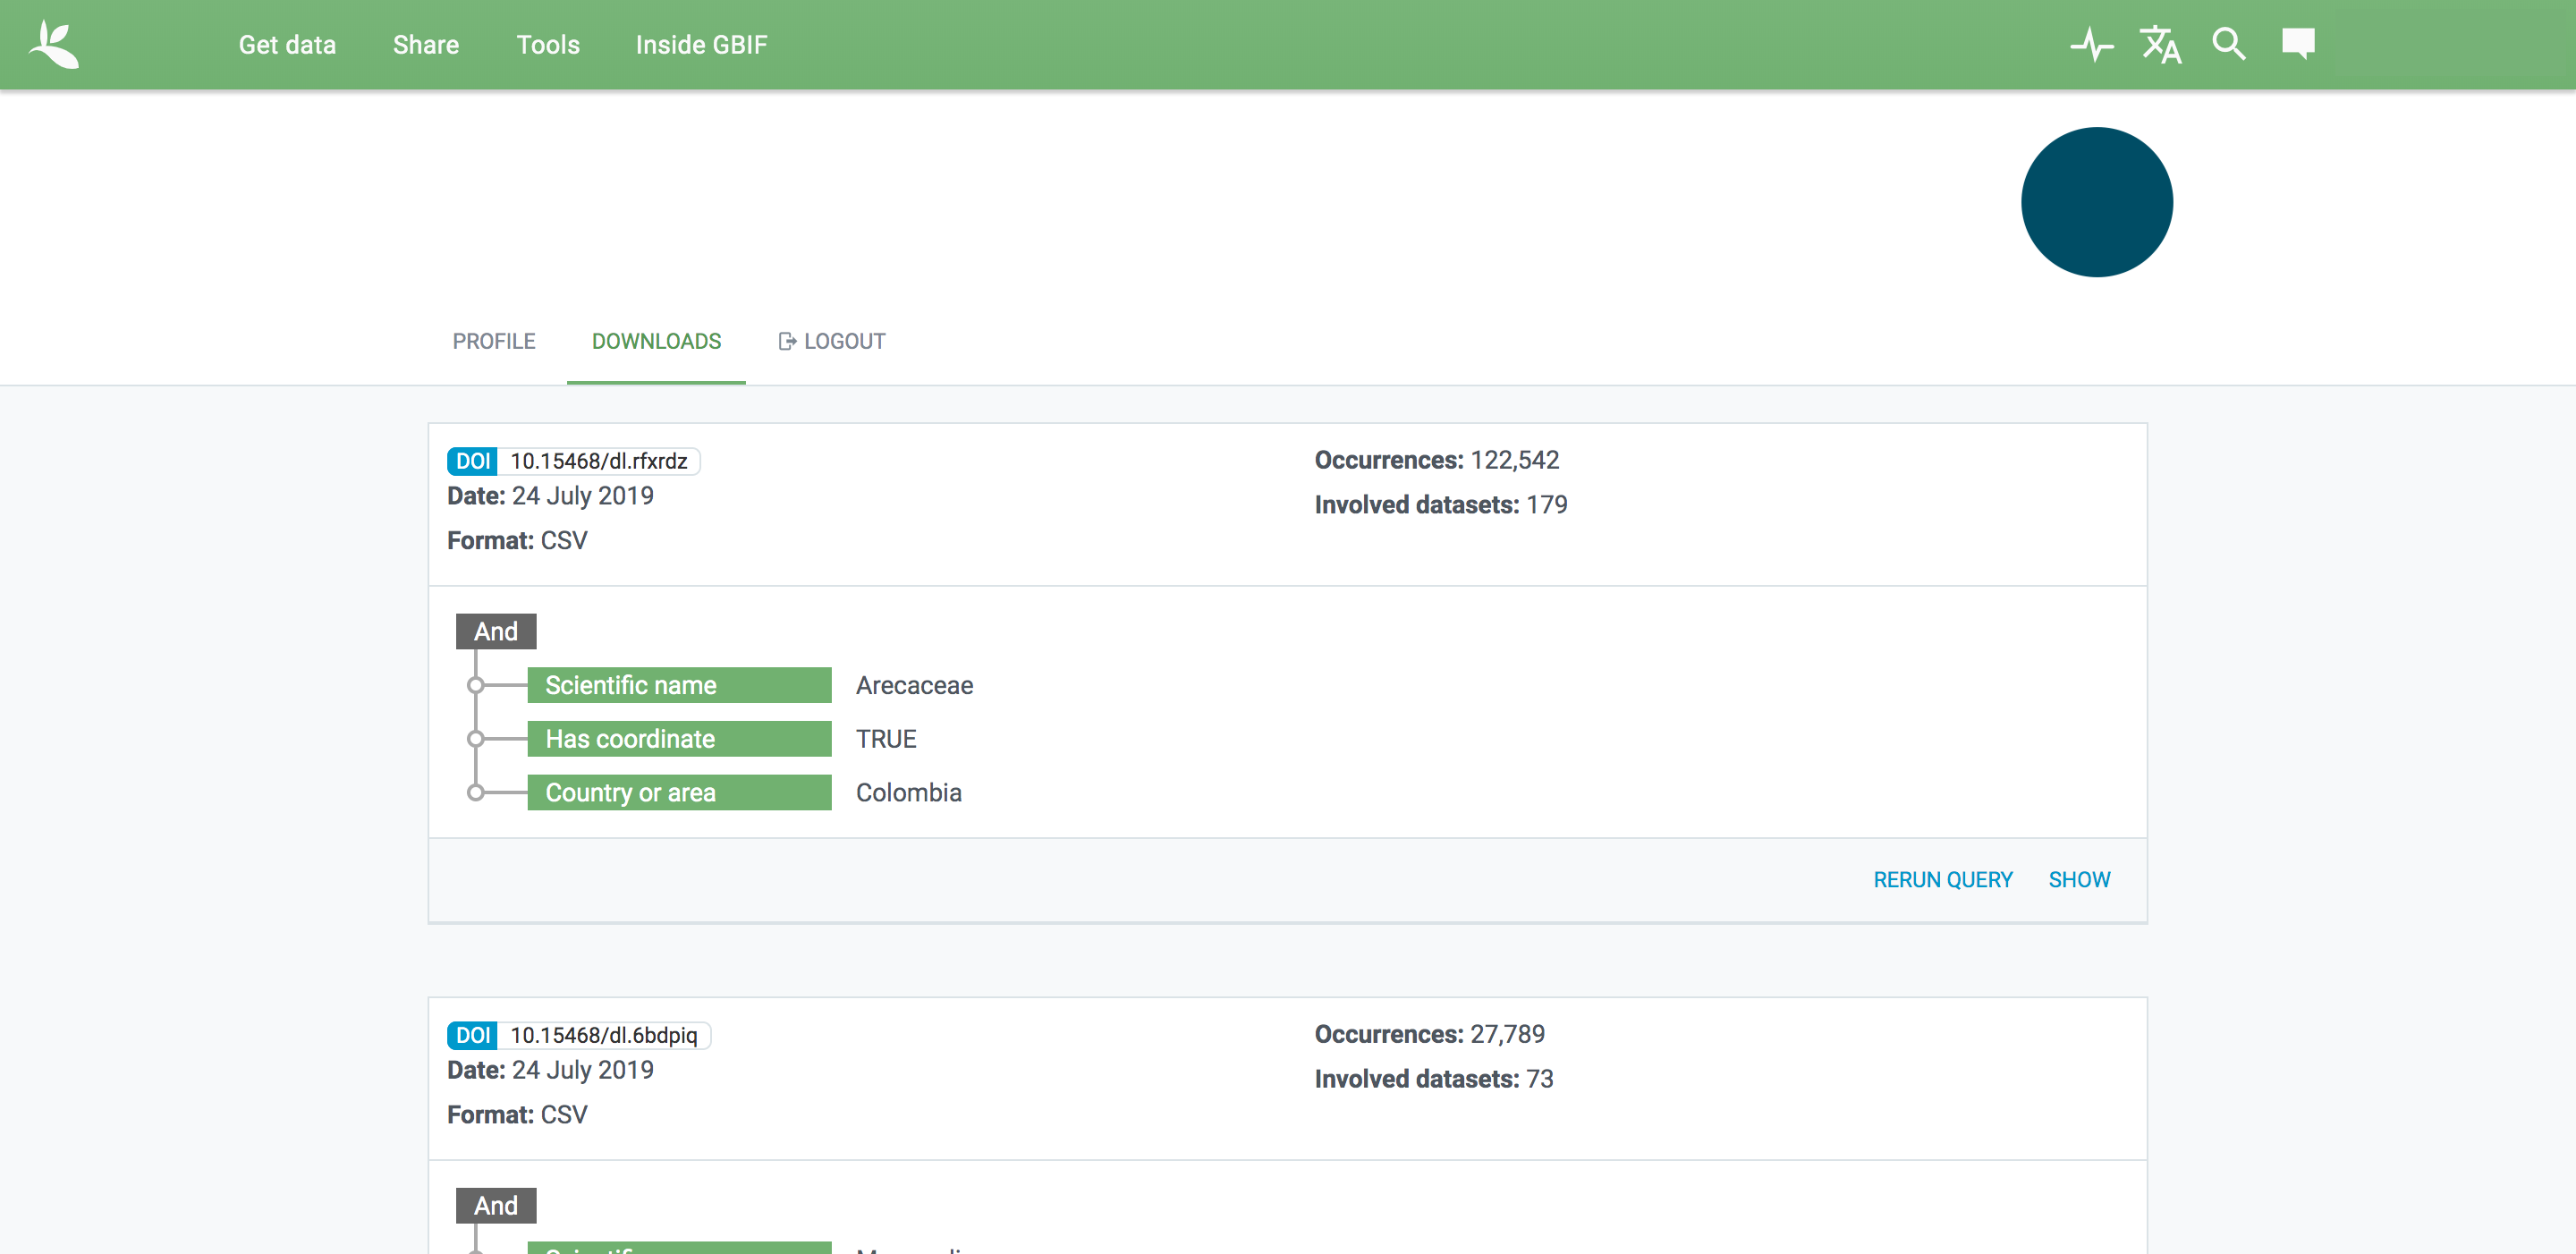 Get data Share Tools Inside GBIF
PROFILE DOWNLOADS LOGOUT
DOI 10.15468/dl.rfxrdz
Date: 24 July 2019
Format: CSV
Occurrences: 122,542
Involved datasets: 179
And
Scientific name Arecaceae
Has coordinate TRUE
Country or area Colombia
RERUN QUERY SHOW
DOI 10.15468/dl.6bdpiq
Date: 24 July 2019
Format: CSV
Occurrences: 27,789
Involved datasets: 73
And